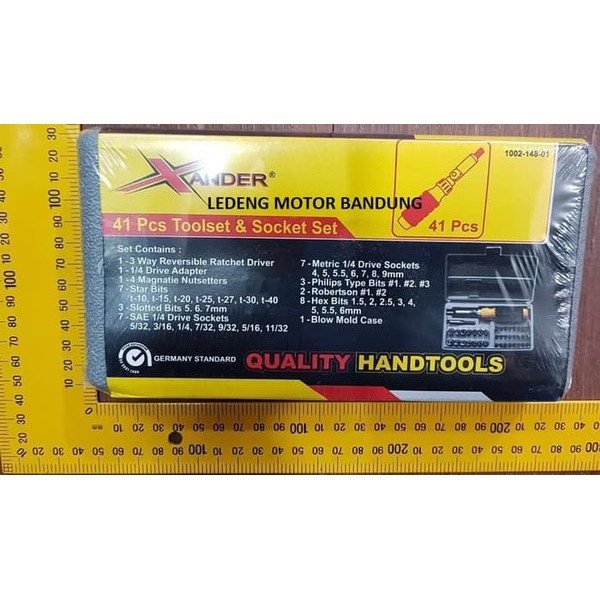 1002-148-01
XANDER®
LEDENG MOTOR BANDUNG
41 Pcs Toolset & Socket Set
41 Pcs
Set Contains :
1 - 3 Way Reversible Ratchet Driver
1 - 1/4 Drive Adapter
1 - 4 Magnatie Nutsetters
7 - Star Bits
t-10, t-15, t-20, t-25, t-27, t-30, t-40
3 - Slotted Bits 5. 6. 7mm
7- SAE 1/4 Drive Sockets
5/32, 3/16, 1/4, 7/32, 9/32, 5/16, 11/32
7 - Metric 1/4 Drive Sockets
4, 5, 5.5, 6, 7, 8, 9mm
3 - Philips Type Bits #1. #2. #3
2 - Robertson #1. #2
8 - Hex Bits 1.5, 2, 2.5, 3, 4,
5, 5.5, 6mm
1 - Blow Mold Case
GERMANY STANDARD
QUALITY HANDTOOLS